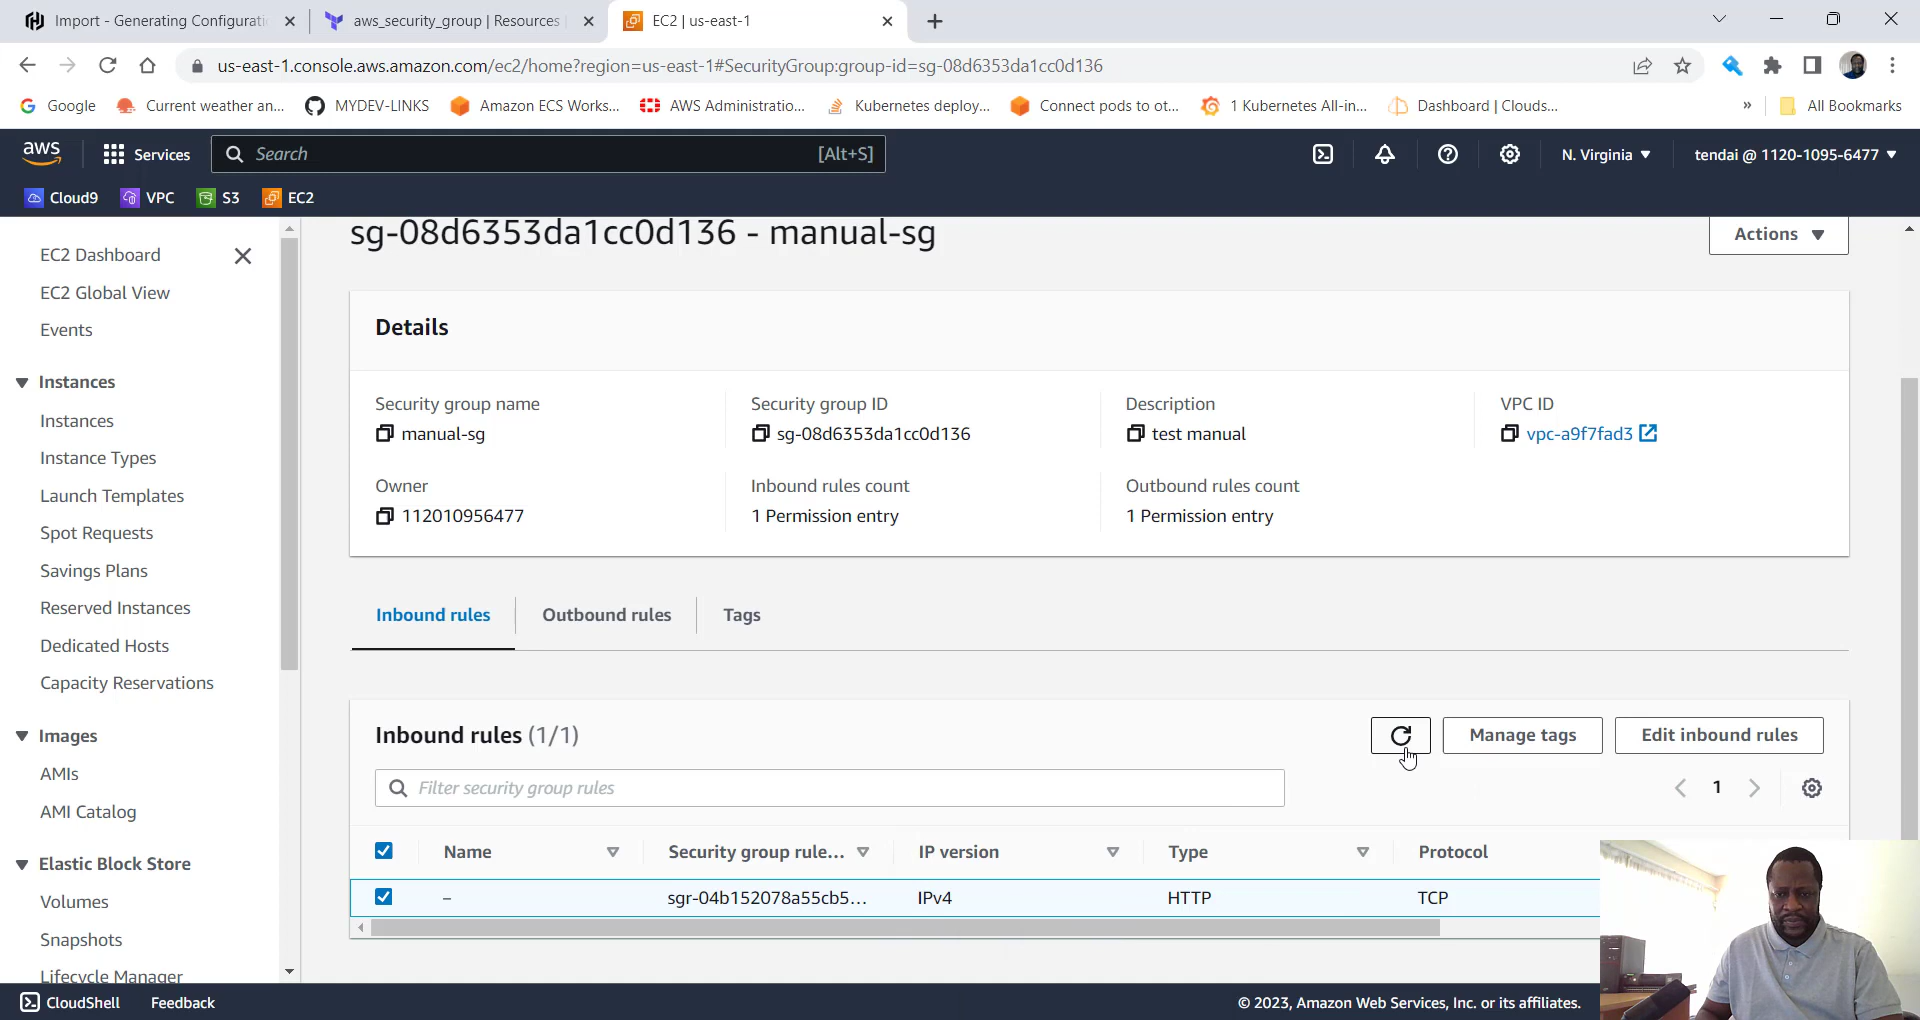 Import - Generating Configurati
aws_security_group | Resources
EC2 | us-east-1
us-east-1.console.aws.amazon.com/ec2/home?region=us-east-1#SecurityGroup:group-id=sg-08d6353da1cc0d136
Google
Current weather an...
MYDEV-LINKS
Amazon ECS Works...
AWS Administratio...
Kubernetes deploy...
Connect pods to ot...
1 Kubernetes All-in...
Dashboard | Clouds...
»
All Bookmarks
aws
Services
Search
[Alt+S]
N. Virginia
tendai @ 1120-1095-6477
Cloud9
VPC
S3
EC2
EC2 Dashboard
EC2 Global View
Events
Instances
Instances
Instance Types
Launch Templates
Spot Requests
Savings Plans
Reserved Instances
Dedicated Hosts
Capacity Reservations
Images
AMIs
AMI Catalog
Elastic Block Store
Volumes
Snapshots
Lifecycle Manager
sg-08d6353da1cc0d136 - manual-sg
Actions
Details
Security group name
manual-sg
Security group ID
sg-08d6353da1cc0d136
Description
test manual
VPC ID
vpc-a9f7fad3
Owner
112010956477
Inbound rules count
1 Permission entry
Outbound rules count
1 Permission entry
Inbound rules
Outbound rules
Tags
Inbound rules (1/1)
Manage tags
Edit inbound rules
Filter security group rules
1
Name
Security group rule...
IP version
Type
Protocol
–
sgr-04b152078a55cb5...
IPv4
HTTP
TCP
CloudShell
Feedback
© 2023, Amazon Web Services, Inc. or its affiliates.